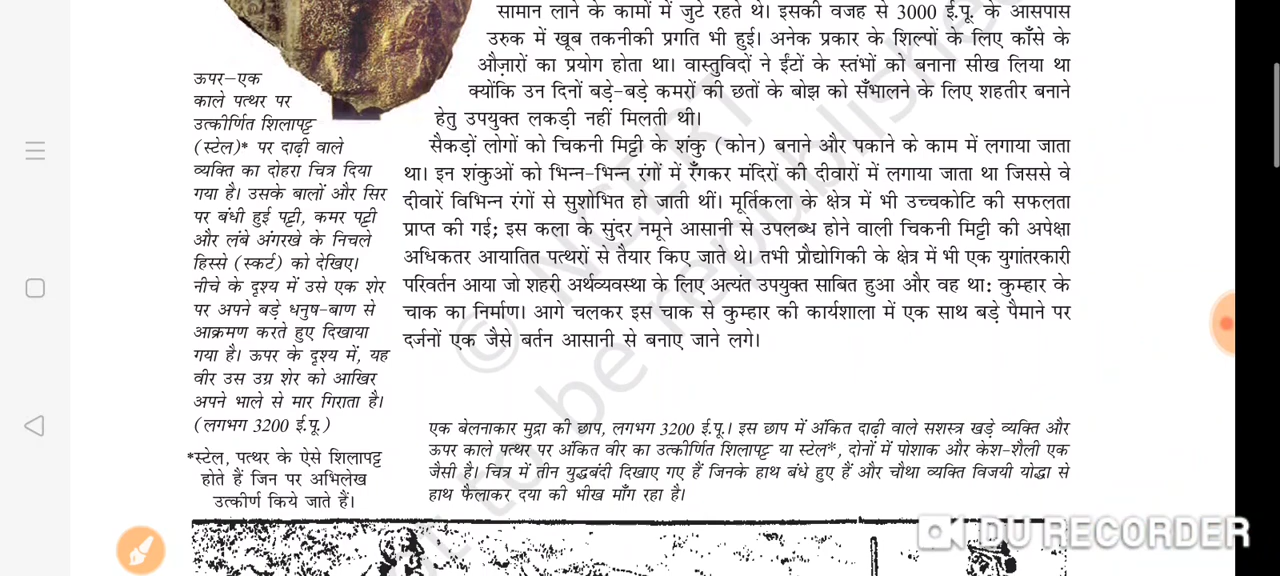 सामान लाने के कामों में जुटे रहते थे। इसकी वजह से 3000 ई.पू. के आसपास
उरुक में खूब तकनीकी प्रगति भी हुई। अनेक प्रकार के शिल्पों के लिए काँसे के
औज़ारों का प्रयोग होता था। वास्तुविदों ने ईंटों के स्तंभों को बनाना सीख लिया था
क्योंकि उन दिनों बड़े-बड़े कमरों की छतों के बोझ को सँभालने के लिए शहतीर बनाने
हेतु उपयुक्त लकड़ी नहीं मिलती थी।
सैकड़ों लोगों को चिकनी मिट्टी के शंकु (कोन) बनाने और पकाने के काम में लगाया जाता
था। इन शंकुओं को भिन्न-भिन्न रंगों में रँगकर मंदिरों की दीवारों में लगाया जाता था जिससे वे
दीवारें विभिन्न रंगों से सुशोभित हो जाती थीं। मूर्तिकला के क्षेत्र में भी उच्चकोटि की सफलता
प्राप्त की गई; इस कला के सुंदर नमूने आसानी से उपलब्ध होने वाली चिकनी मिट्टी की अपेक्षा
अधिकतर आयातित पत्थरों से तैयार किए जाते थे। तभी प्रौद्योगिकी के क्षेत्र में भी एक युगांतरकारी
परिवर्तन आया जो शहरी अर्थव्यवस्था के लिए अत्यंत उपयुक्त साबित हुआ और वह था: कुम्हार के
चाक का निर्माण। आगे चलकर इस चाक से कुम्हार की कार्यशाला में एक साथ बड़े पैमाने पर
दर्जनों एक जैसे बर्तन आसानी से बनाए जाने लगे।
ऊपर–एक
काले पत्थर पर
उत्कीर्णित शिलापट्ट
(स्टेल)* पर दाढ़ी वाले
व्यक्ति का दोहरा चित्र दिया
गया है। उसके बालों और सिर
पर बंधी हुई पट्टी, कमर पट्टी
और लंबे अंगरखे के निचले
हिस्से (स्कर्ट) को देखिए।
नीचे के दृश्य में उसे एक शेर
पर अपने बड़े धनुष-बाण से
आक्रमण करते हुए दिखाया
गया है। ऊपर के दृश्य में, यह
वीर उस उग्र शेर को आखिर
अपने भाले से मार गिराता है।
(लगभग 3200 ई.पू.)
*स्टेल, पत्थर के ऐसे शिलापट्ट
होते हैं जिन पर अभिलेख
उत्कीर्ण किये जाते हैं।
एक बेलनाकार मुद्रा की छाप, लगभग 3200 ई.पू.। इस छाप में अंकित दाढ़ी वाले सशस्त्र खड़े व्यक्ति और
ऊपर काले पत्थर पर अंकित वीर का उत्कीर्णित शिलापट्ट या स्टेल*, दोनों में पोशाक और केश-शैली एक
जैसी है। चित्र में तीन युद्धबंदी दिखाए गए हैं जिनके हाथ बंधे हुए हैं और चौथा व्यक्ति विजयी योद्धा से
हाथ फैलाकर दया की भीख माँग रहा है।
© NCERT
to be republished
DU RECORDER